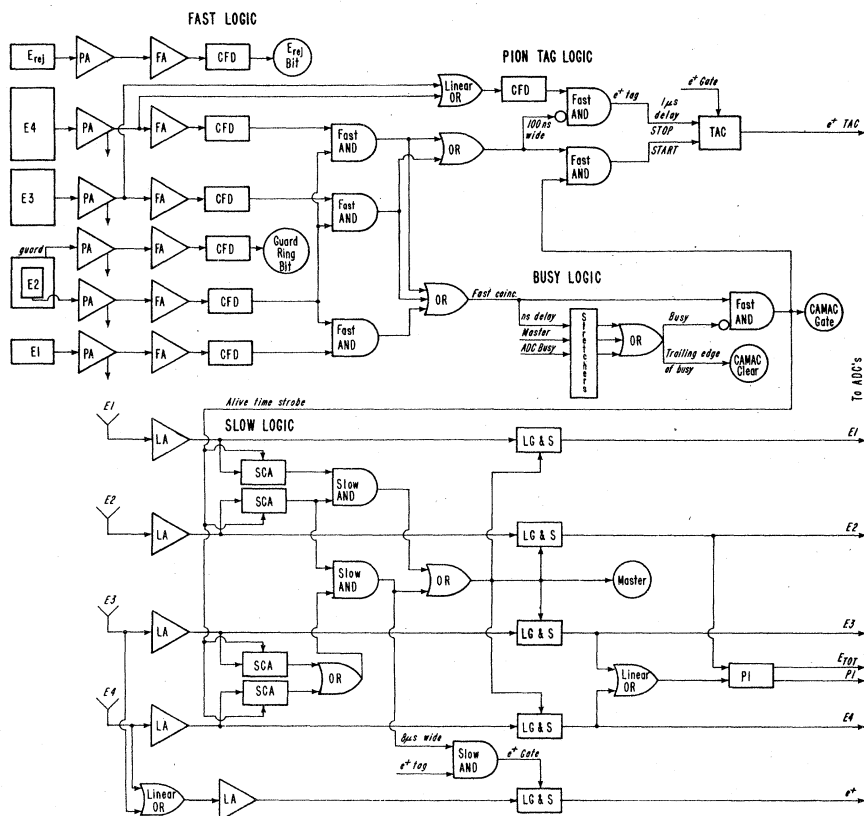 FAST LOGIC
Erej
PA
FA
CFD
Erej
Bit
PION TAG LOGIC
Linear
OR
CFD
Fast
AND
e+ tag
e+ Gate
1μs
delay
STOP
START
TAC
e+ TAC
E4
PA
FA
CFD
Fast
AND
OR
100 ns
wide
Fast
AND
E3
PA
FA
CFD
Fast
AND
guard
PA
FA
CFD
Guard
Ring
Bit
E2
PA
FA
CFD
OR
Fast coinc.
BUSY LOGIC
Fast
AND
CAMAC
Gate
E1
PA
FA
CFD
Fast
AND
ns delay
Master
ADC Busy
Stretchers
OR
Busy
Trailing edge
of busy
CAMAC
Clear
To ADC's
Alive time strobe
SLOW LOGIC
E1
LA
SCA
SCA
Slow
AND
LG & S
E1
E2
LA
Slow
AND
OR
LG & S
E2
Master
E3
LA
SCA
SCA
OR
LG & S
E3
Linear
OR
PI
ETOT
PI
E4
LA
LG & S
E4
8μs wide
e+ tag
Slow
AND
e+ Gate
Linear
OR
LA
LG & S
e+